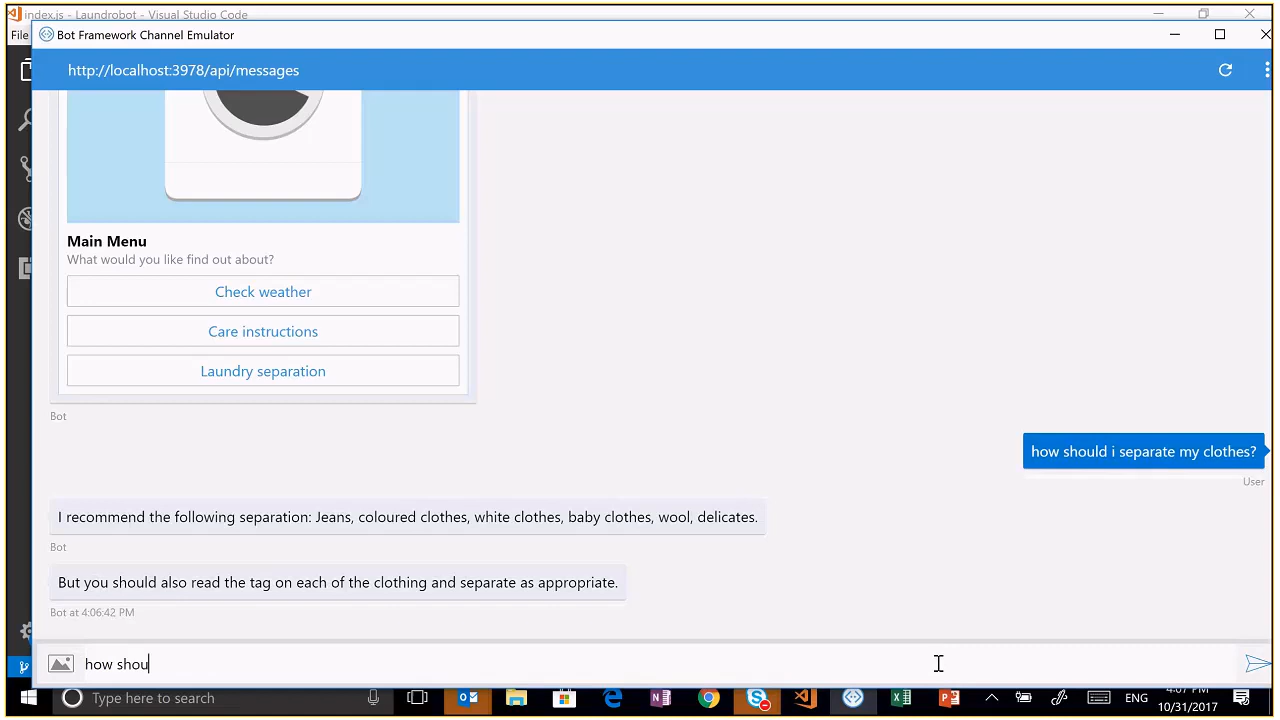 index.js - Laundrobot - Visual Studio Code
File
Bot Framework Channel Emulator
http://localhost:3978/api/messages
Main Menu
What would you like find out about?
Check weather
Care instructions
Laundry separation
Bot
how should i separate my clothes?
User
I recommend the following separation: Jeans, coloured clothes, white clothes, baby clothes, wool, delicates.
Bot
But you should also read the tag on each of the clothing and separate as appropriate.
Bot at 4:06:42 PM
how shou
Type here to search
ENG
4:07 PM
10/31/2017